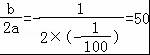 b/2a = - 1/(2×(-1/100)) = 50